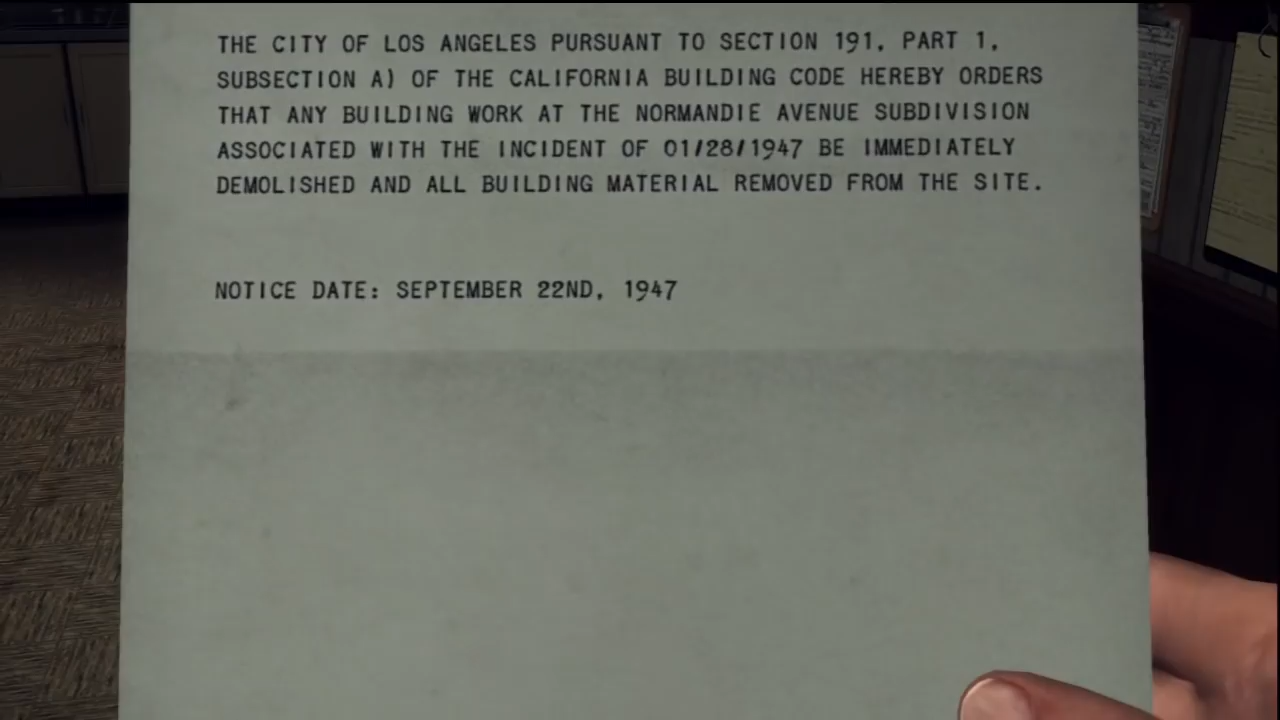 THE CITY OF LOS ANGELES PURSUANT TO SECTION 191, PART 1,
SUBSECTION A) OF THE CALIFORNIA BUILDING CODE HEREBY ORDERS
THAT ANY BUILDING WORK AT THE NORMANDIE AVENUE SUBDIVISION
ASSOCIATED WITH THE INCIDENT OF 01/28/1947 BE IMMEDIATELY
DEMOLISHED AND ALL BUILDING MATERIAL REMOVED FROM THE SITE.
NOTICE DATE: SEPTEMBER 22ND, 1947